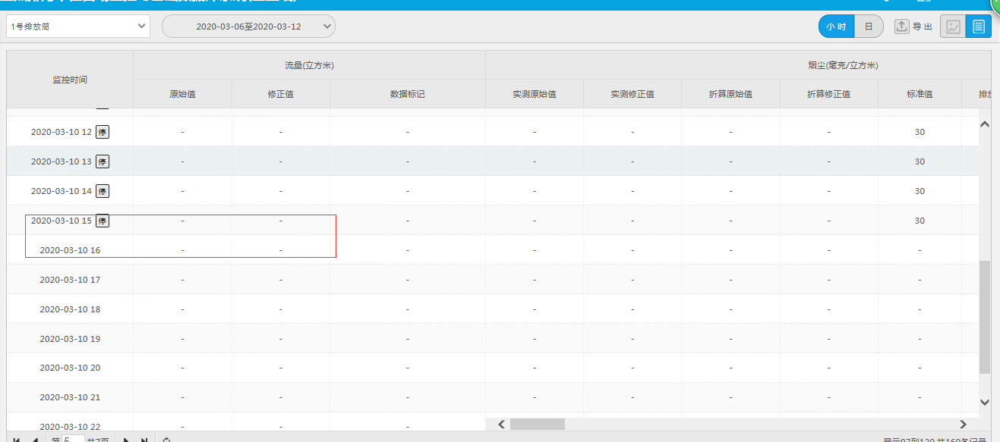 1号排放筒 2020-03-06至2020-03-12 小时 日 导出
监控时间 流量(立方米) 烟尘(毫克/立方米)
原始值 修正值 数据标记 实测原始值 实测修正值 折算原始值 折算修正值 标准值 排放
2020-03-10 12 停 - - - - - - - 30
2020-03-10 13 停 - - - - - - - 30
2020-03-10 14 停 - - - - - - - 30
2020-03-10 15 停 - - - - - - - 30
2020-03-10 16 - - - - - - - -
2020-03-10 17 - - - - - - - -
2020-03-10 18 - - - - - - - -
2020-03-10 19 - - - - - - - -
2020-03-10 20 - - - - - - - -
2020-03-10 21 - - - - - - - -
2020-03-10 22 - - -
第 5 共7页 显示97到120,共160条记录